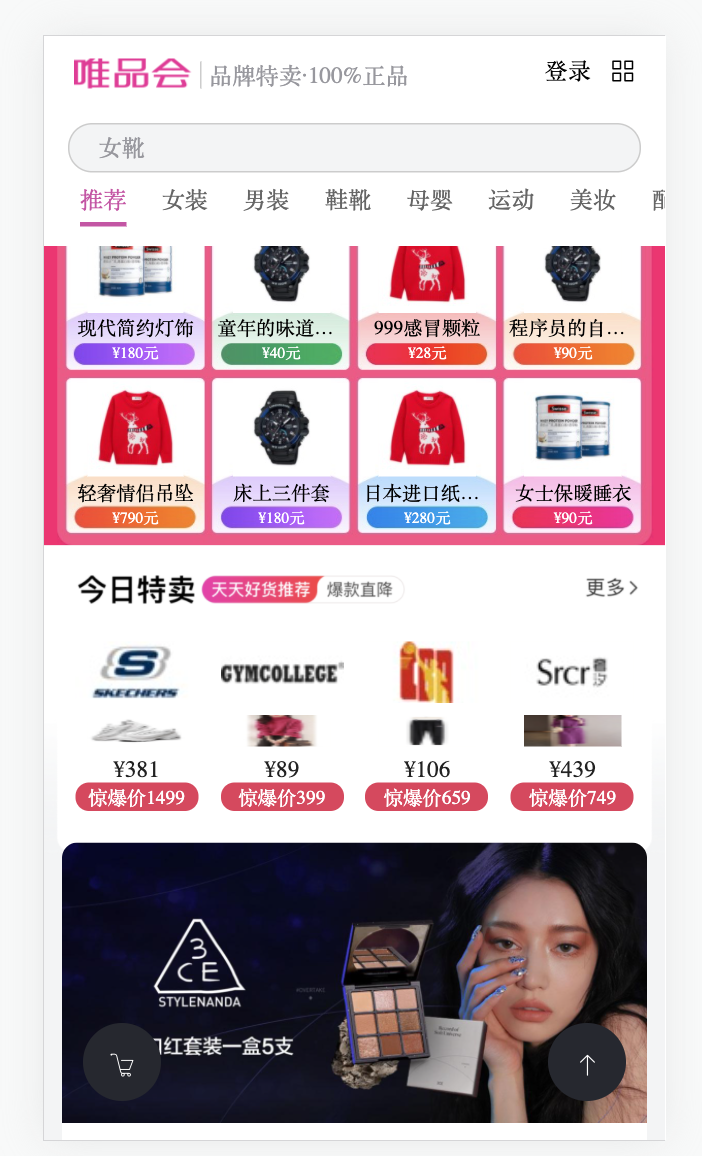 唯品会 品牌特卖·100%正品 登录
女靴
推荐 女装 男装 鞋靴 母婴 运动 美妆
现代简约灯饰 童年的味道... 999感冒颗粒 程序员的自...
¥180元 ¥40元 ¥28元 ¥90元
轻奢情侣吊坠 床上三件套 日本进口纸... 女士保暖睡衣
¥790元 ¥180元 ¥280元 ¥90元
今日特卖 天天好货推荐 爆款直降 更多
SKECHERS GYMCOLLEGE Srcr
¥381 ¥89 ¥106 ¥439
惊爆价1499 惊爆价399 惊爆价659 惊爆价749
3
CE
STYLENANDA
红套装一盒5支